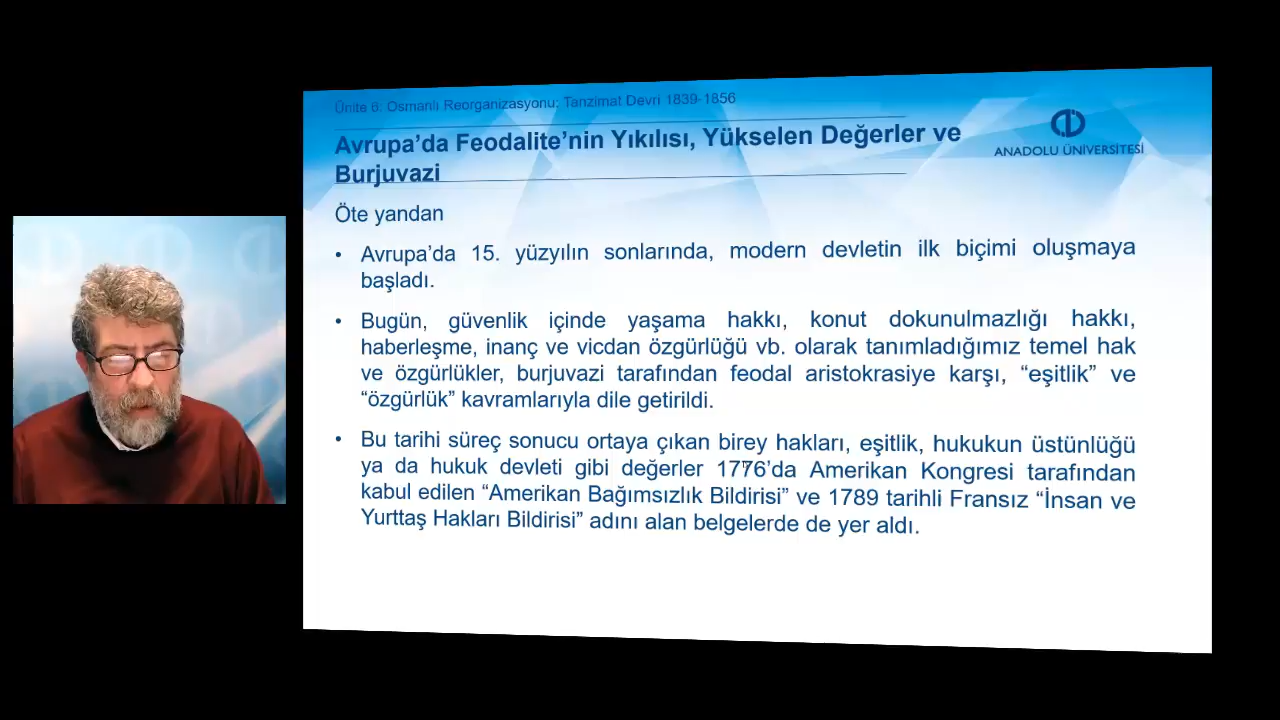 Ünite 6: Osmanlı Reorganizasyonu: Tanzimat Devri 1839-1856
Avrupa'da Feodalite'nin Yıkılısı, Yükselen Değerler ve
Burjuvazi
ANADOLU ÜNİVERSİTESİ
Öte yandan
• Avrupa'da 15. yüzyılın sonlarında, modern devletin ilk biçimi oluşmaya
başladı.
• Bugün, güvenlik içinde yaşama hakkı, konut dokunulmazlığı hakkı,
haberleşme, inanç ve vicdan özgürlüğü vb. olarak tanımladığımız temel hak
ve özgürlükler, burjuvazi tarafından feodal aristokrasiye karşı, “eşitlik” ve
“özgürlük” kavramlarıyla dile getirildi.
• Bu tarihi süreç sonucu ortaya çıkan birey hakları, eşitlik, hukukun üstünlüğü
ya da hukuk devleti gibi değerler 1776'da Amerikan Kongresi tarafından
kabul edilen “Amerikan Bağımsızlık Bildirisi” ve 1789 tarihli Fransız “İnsan ve
Yurttaş Hakları Bildirisi” adını alan belgelerde de yer aldı.